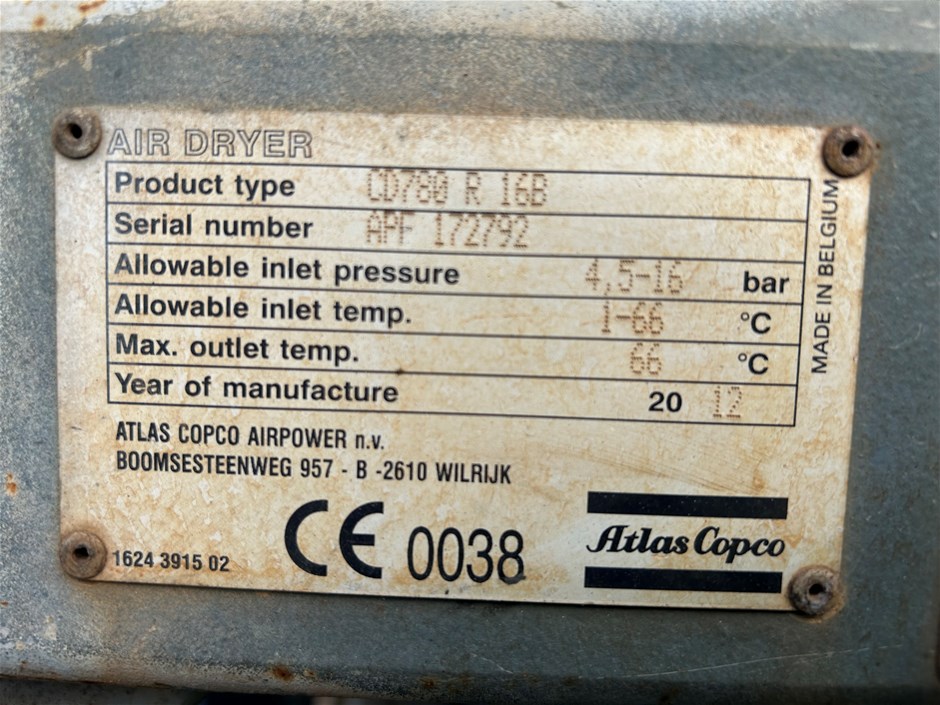 AIR DRYER
Product type CD780 R 16B
Serial number APF 172792
Allowable inlet pressure 4,5-16 bar
Allowable inlet temp. 1-66 °C
Max. outlet temp. 66 °C
Year of manufacture 20 12
MADE IN BELGIUM
ATLAS COPCO AIRPOWER n.v.
BOOMSESTEENWEG 957 - B -2610 WILRIJK
CE 0038
Atlas Copco
1624 3915 02